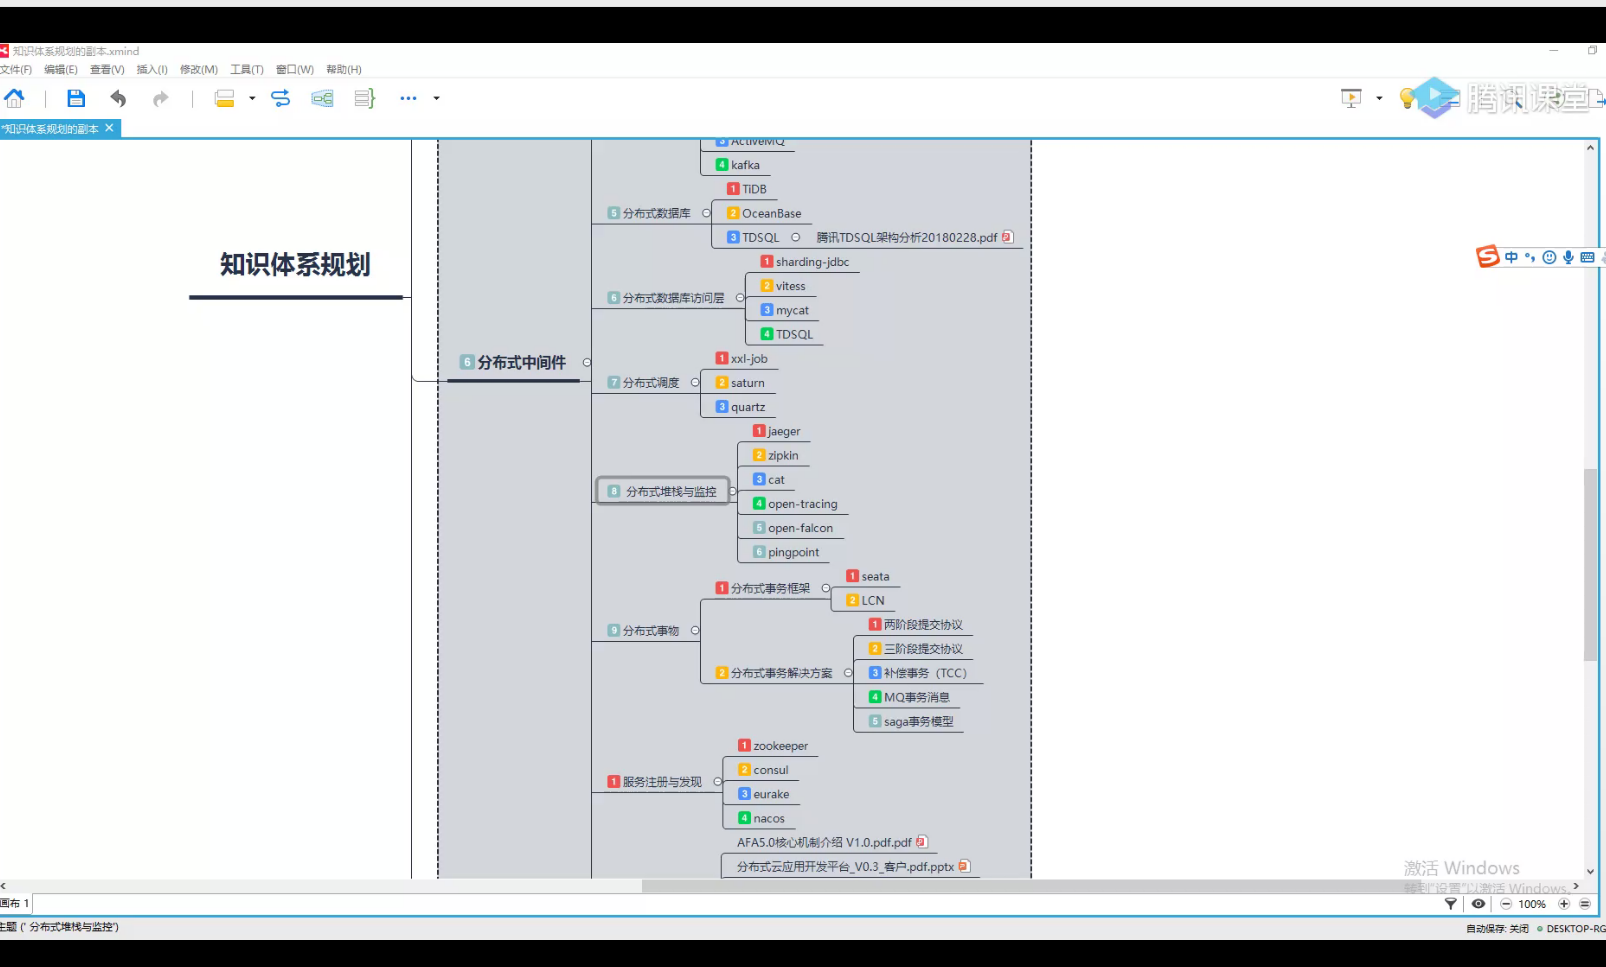 知识体系规划的副本.xmind
文件(F) 编辑(E) 查看(V) 插入(I) 修改(M) 工具(T) 窗口(W) 帮助(H)
腾讯课堂
*知识体系规划的副本
知识体系规划
6 分布式中间件
3 ActiveMQ
4 kafka
5 分布式数据库
1 TiDB
2 OceanBase
3 TDSQL
腾讯TDSQL架构分析20180228.pdf
6 分布式数据库访问层
1 sharding-jdbc
2 vitess
3 mycat
4 TDSQL
7 分布式调度
1 xxl-job
2 saturn
3 quartz
8 分布式堆栈与监控
1 jaeger
2 zipkin
3 cat
4 open-tracing
5 open-falcon
6 pingpoint
9 分布式事物
1 分布式事务框架
1 seata
2 LCN
2 分布式事务解决方案
1 两阶段提交协议
2 三阶段提交协议
3 补偿事务（TCC）
4 MQ事务消息
5 saga事务模型
1 服务注册与发现
1 zookeeper
2 consul
3 eurake
4 nacos
AFA5.0核心机制介绍 V1.0.pdf.pdf
分布式云应用开发平台_V0.3_客户.pdf.pptx
中
激活 Windows
转到"设置"以激活 Windows。
画布 1
100%
主题 (' 分布式堆栈与监控')
自动保存: 关闭 DESKTOP-RG